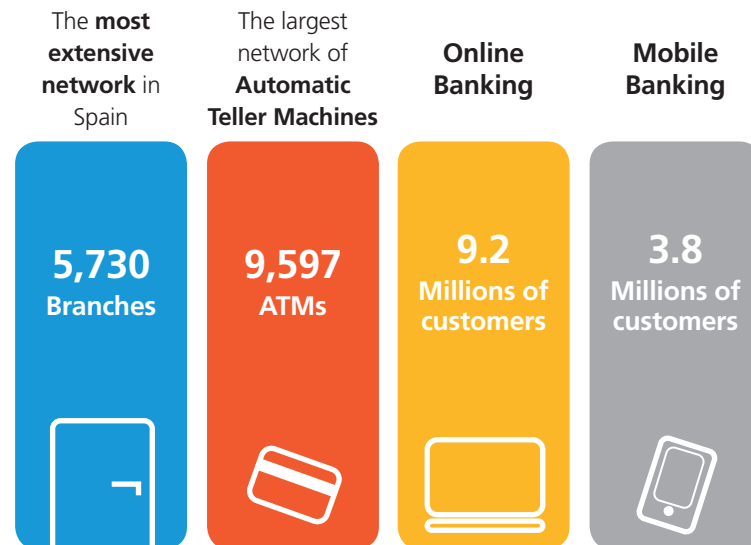 The most
extensive
network in
Spain
The largest
network of
Automatic
Teller Machines
Online
Banking
Mobile
Banking
5,730
Branches
9,597
ATMs
9.2
Millions of
customers
3.8
Millions of
customers